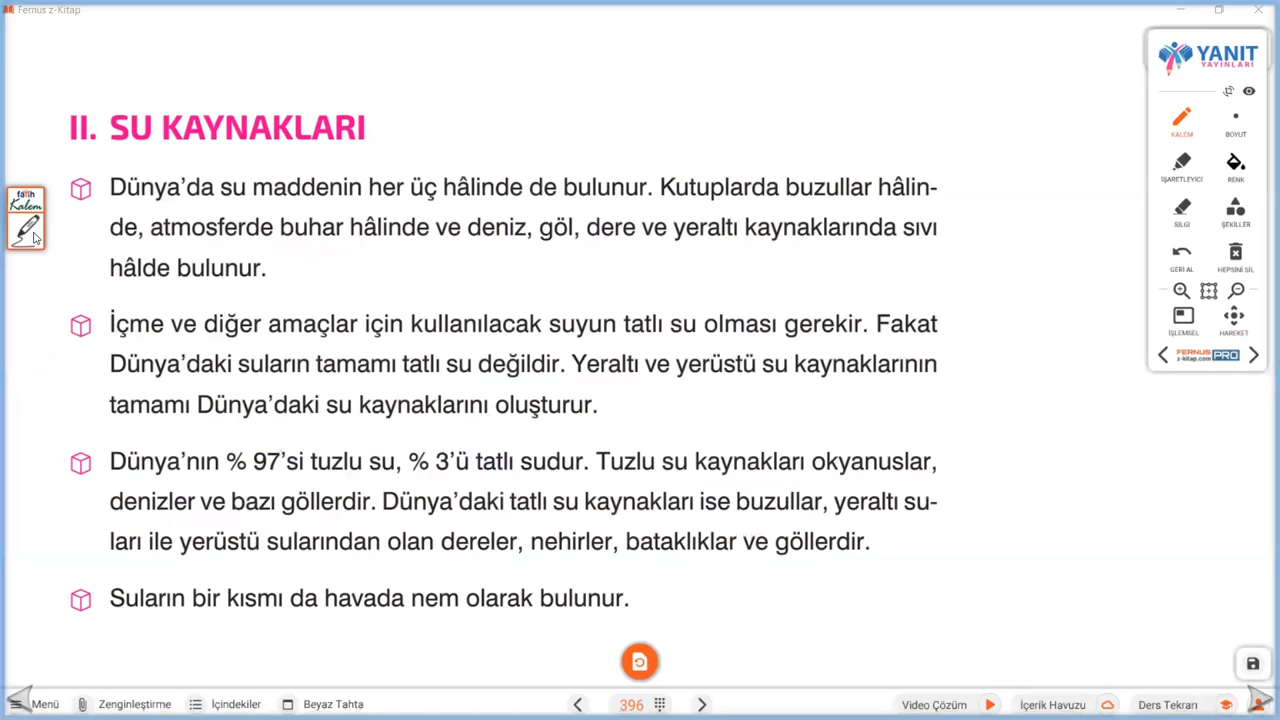 Fernus z-Kitap
II. SU KAYNAKLARI
Dünya'da su maddenin her üç hâlinde de bulunur. Kutuplarda buzullar hâlin-
de, atmosferde buhar hâlinde ve deniz, göl, dere ve yeraltı kaynaklarında sıvı
hâlde bulunur.
İçme ve diğer amaçlar için kullanılacak suyun tatlı su olması gerekir. Fakat
Dünya'daki suların tamamı tatlı su değildir. Yeraltı ve yerüstü su kaynaklarının
tamamı Dünya'daki su kaynaklarını oluşturur.
Dünya'nın % 97'si tuzlu su, % 3'ü tatlı sudur. Tuzlu su kaynakları okyanuslar,
denizler ve bazı göllerdir. Dünya'daki tatlı su kaynakları ise buzullar, yeraltı su-
ları ile yerüstü sularından olan dereler, nehirler, bataklıklar ve göllerdir.
Suların bir kısmı da havada nem olarak bulunur.
fatih
Kalem
YANIT
YAYINLARI
KALEM
BOYUT
İŞARETLEYİCİ
RENK
SİLGİ
ŞEKİLLER
GERİ AL
HEPSİNİ SİL
İŞLEMSEL
HAREKET
FERNUS
z-kitap.com PRO
Menü
Zenginleştirme
İçindekiler
Beyaz Tahta
396
Video Çözüm
İçerik Havuzu
Ders Tekrarı